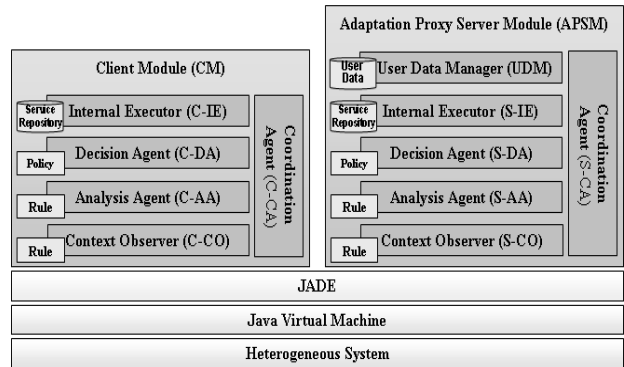 Client Module (CM)
Service
Repository
Internal Executor (C-IE)
Policy
Decision Agent (C-DA)
Rule
Analysis Agent (C-AA)
Rule
Context Observer (C-CO)
Coordination
Agent (C-CA)
Adaptation Proxy Server Module (APSM)
User
Data
User Data Manager (UDM)
Service
Repository
Internal Executor (S-IE)
Policy
Decision Agent (S-DA)
Rule
Analysis Agent (S-AA)
Rule
Context Observer (S-CO)
Coordination
Agent (S-CA)
JADE
Java Virtual Machine
Heterogeneous System